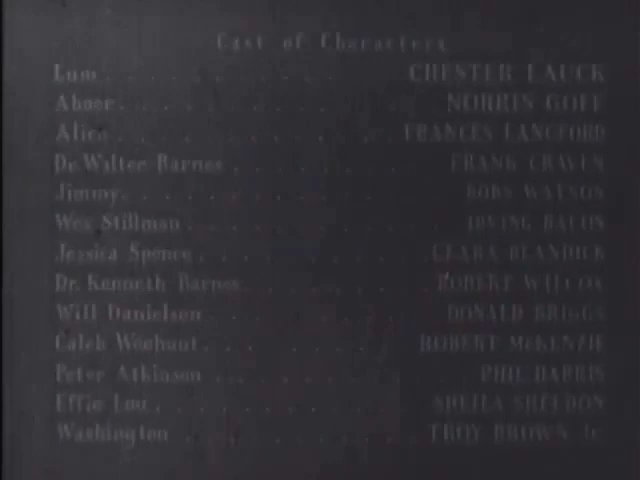 Cast of Characters
Lum . . . . . . . . . . CHESTER LAUCK
Abner . . . . . . . . . . NORRIS GOFF
Alice . . . . . . . . . . FRANCES LANGFORD
Dr. Walter Barnes . . . . . . . FRANK CRAVEN
Jimmy . . . . . . . . . . BOBS WATSON
Wes Stillman . . . . . . . . . IRVING BACON
Jessica Spence . . . . . . . . CLARA BLANDICK
Dr. Kenneth Barnes . . . . . . . ROBERT WILCOX
Will Danielson . . . . . . . . DONALD BRIGGS
Caleb Weehunt . . . . . . . . ROBERT McKENZIE
Peter Atkinson . . . . . . . . PHIL HARRIS
Effie Lou . . . . . . . . . SHEILA SHELDON
Washington . . . . . . . . . TROY BROWN, Jr.